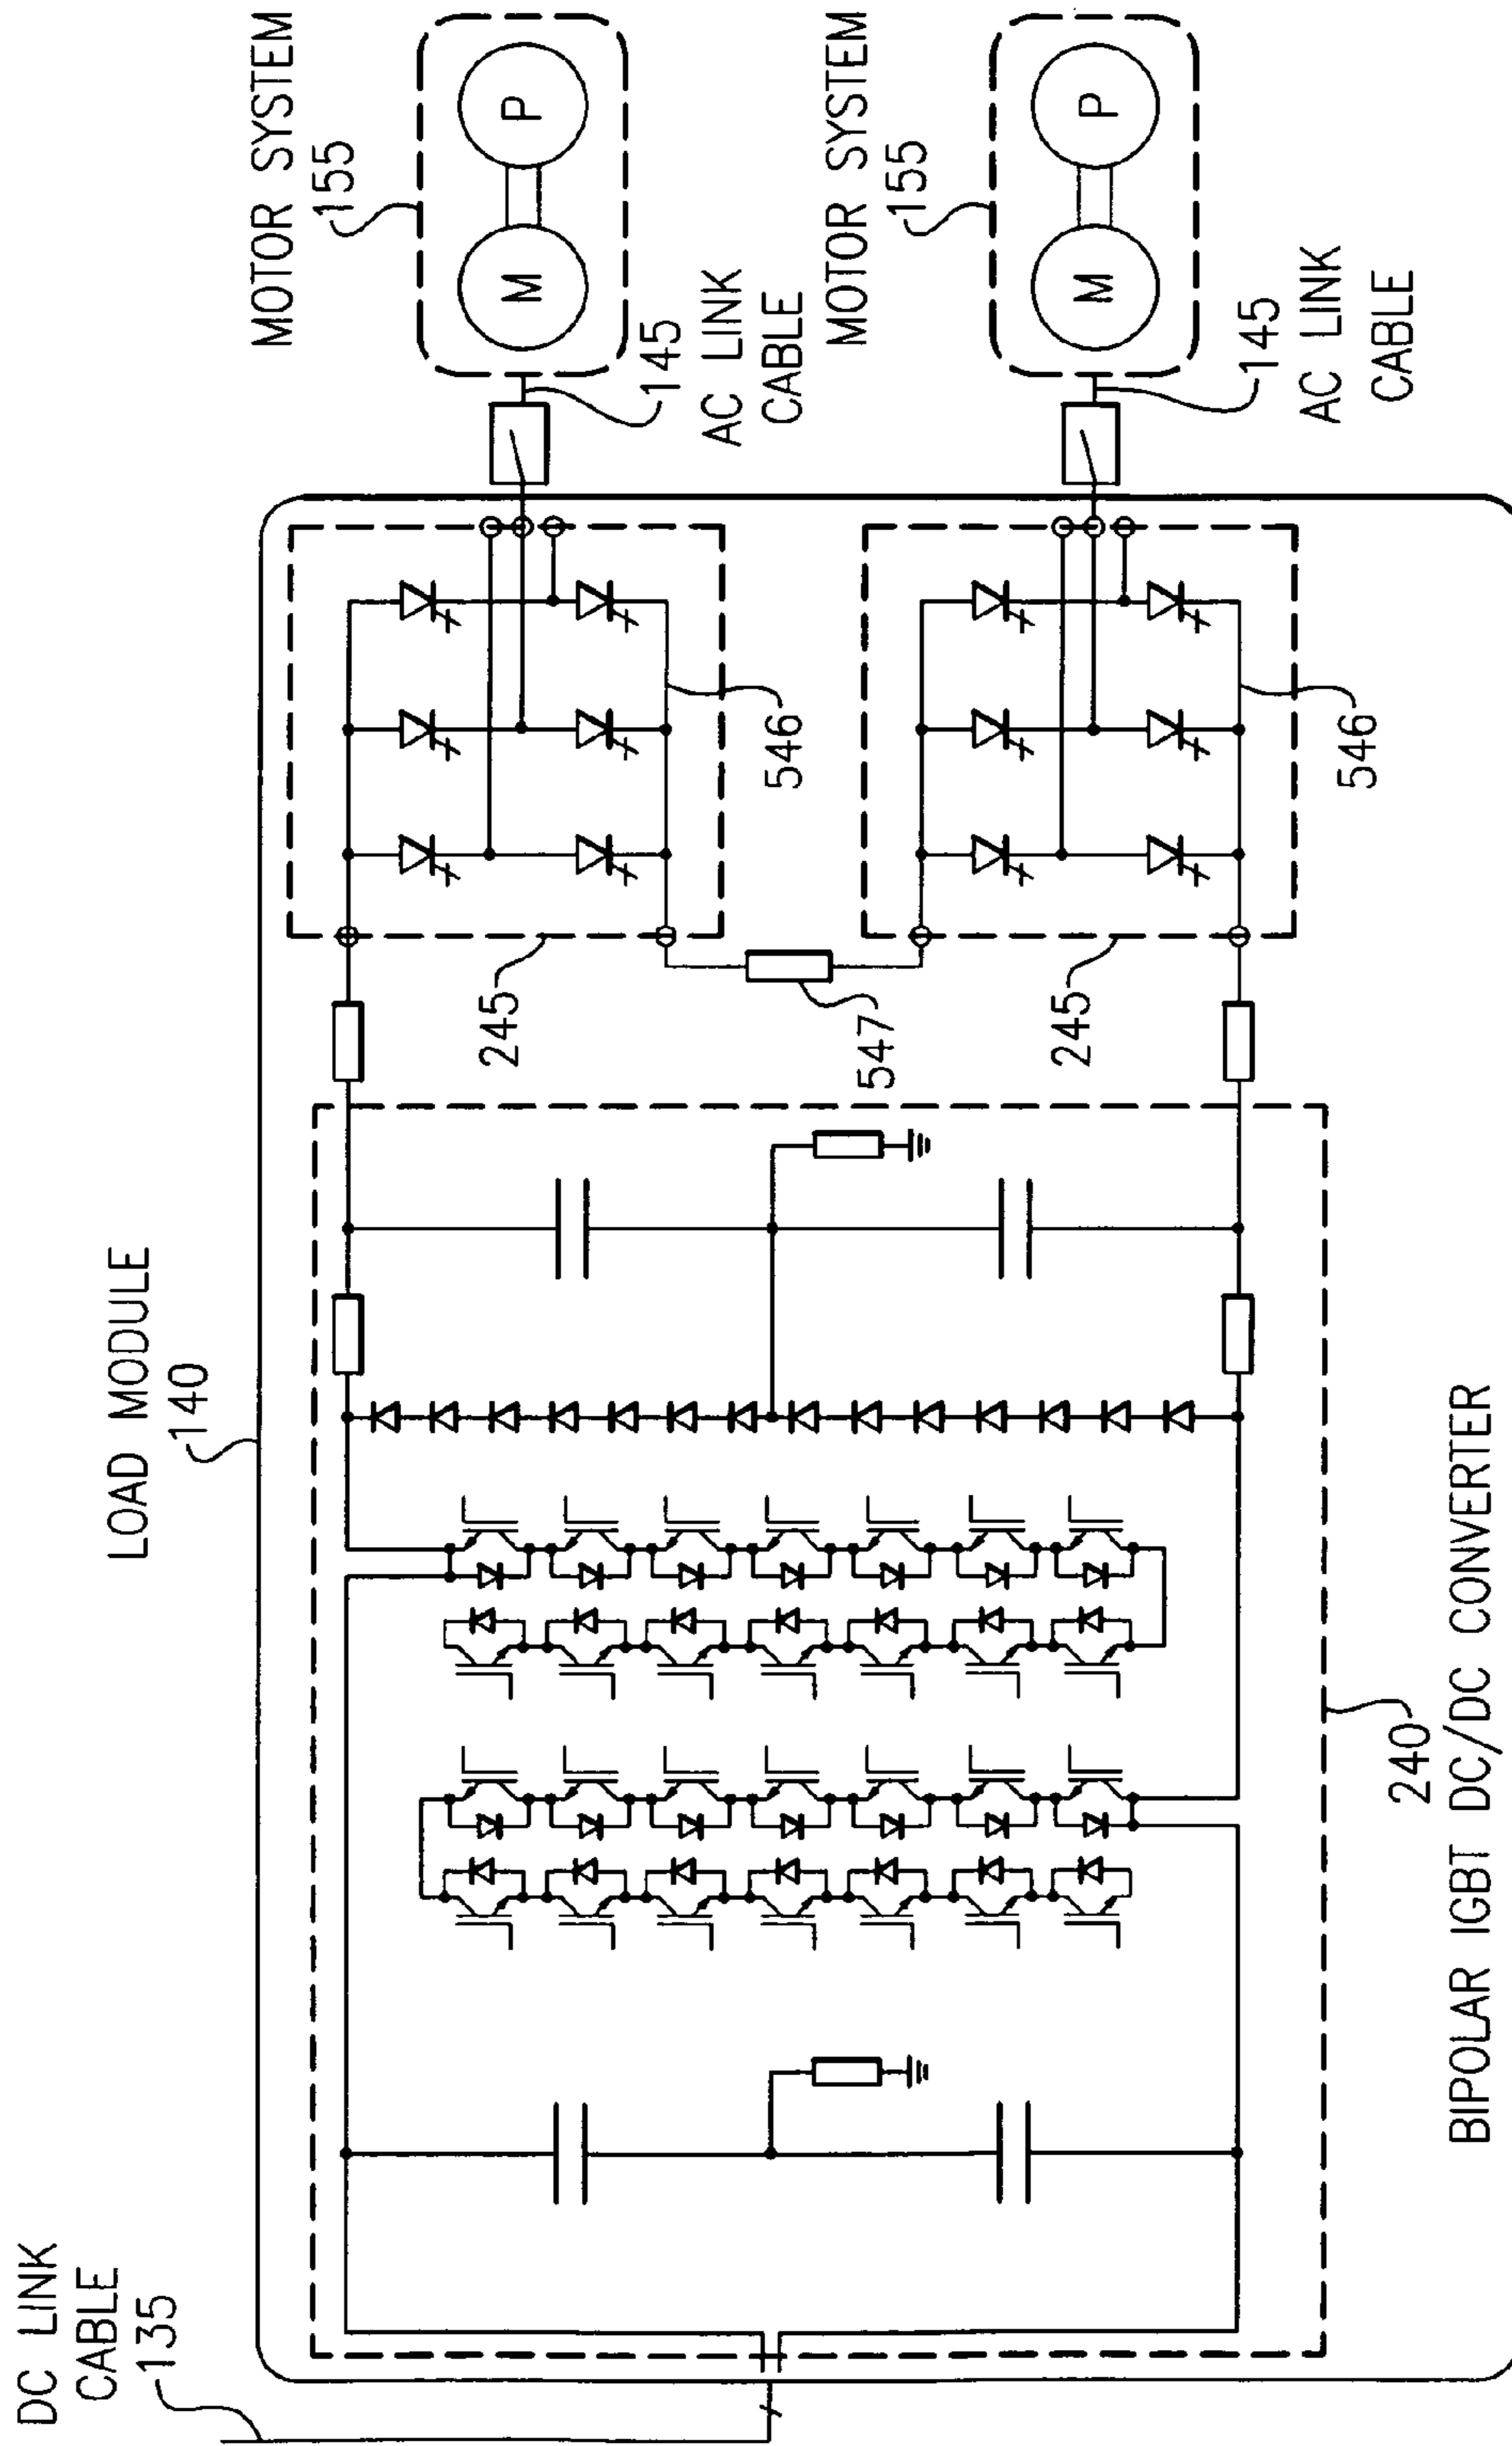 DC LINK
CABLE
135
LOAD MODULE
140
MOTOR SYSTEM
155
M
P
145
AC LINK
CABLE
245
546
547
MOTOR SYSTEM
155
M
P
145
AC LINK
CABLE
245
546
240
BIPOLAR IGBT DC/DC CONVERTER